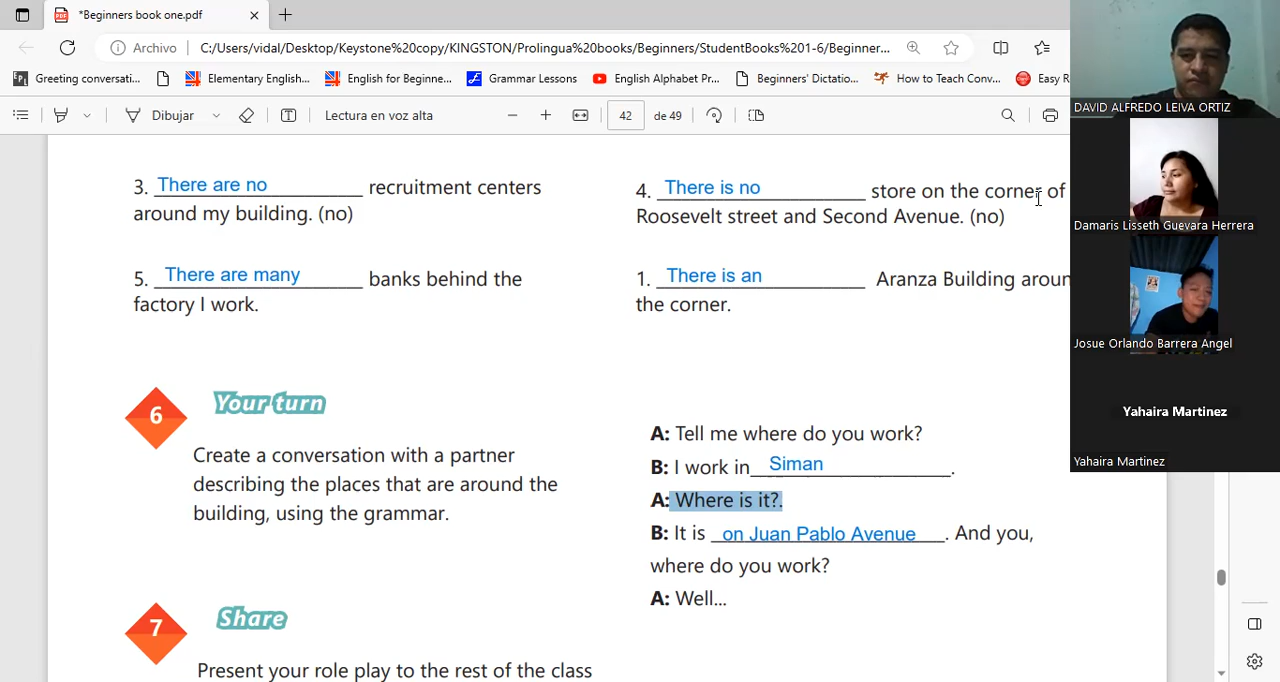 *Beginners book one.pdf
Archivo
C:/Users/vidal/Desktop/Keystone%20copy/KINGSTON/Prolingua%20books/Beginners/StudentBooks%201-6/Beginner...
Greeting conversati...
Elementary English...
English for Beginne...
Grammar Lessons
English Alphabet Pr...
Beginners' Dictatio...
How to Teach Conv...
Easy R
Dibujar
Lectura en voz alta
42 de 49
3. There are no recruitment centers
around my building. (no)
4. There is no store on the corner of
Roosevelt street and Second Avenue. (no)
5. There are many banks behind the
factory I work.
1. There is an Aranza Building aroun
the corner.
6 Your turn
Create a conversation with a partner
describing the places that are around the
building, using the grammar.
A: Tell me where do you work?
B: I work in Siman.
A: Where is it?.
B: It is on Juan Pablo Avenue. And you,
where do you work?
A: Well...
7 Share
Present your role play to the rest of the class
DAVID ALFREDO LEIVA ORTIZ
Damaris Lisseth Guevara Herrera
Josue Orlando Barrera Angel
Yahaira Martinez
Yahaira Martinez